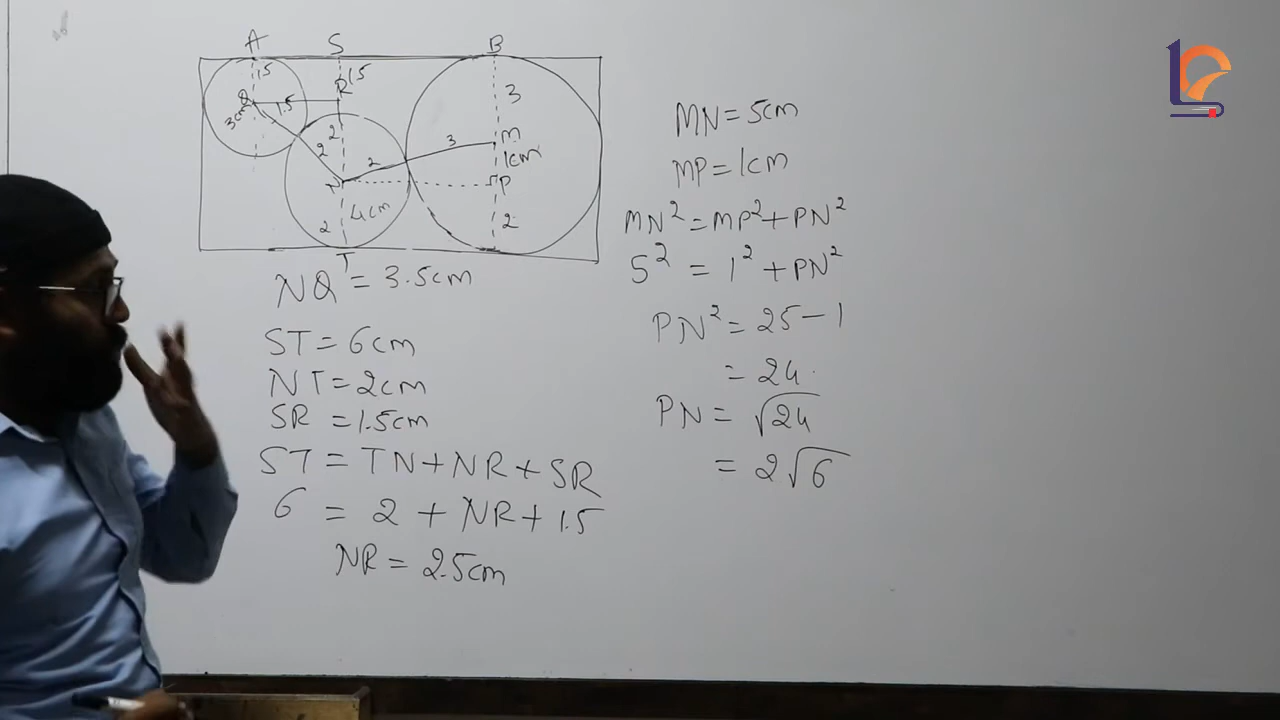 A S B
1.5 1.5
Q R 3
3cm 1.5
2 M
2 2 3 1cm
N P
4cm
2 2
T
NQ = 3.5cm
ST = 6cm
NT = 2cm
SR = 1.5cm
ST = TN + NR + SR
6 = 2 + NR + 1.5
NR = 2.5cm
MN = 5cm
MP = 1cm
MN² = MP² + PN²
5² = 1² + PN²
PN² = 25 - 1
= 24.
PN = √24
= 2√6